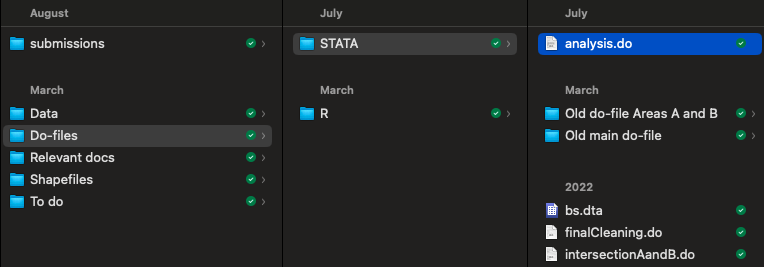 August
submissions
March
Data
Do-files
Relevant docs
Shapefiles
To do
July
STATA
March
R
July
analysis.do
March
Old do-file Areas A and B
Old main do-file
2022
bs.dta
finalCleaning.do
intersectionAandB.do